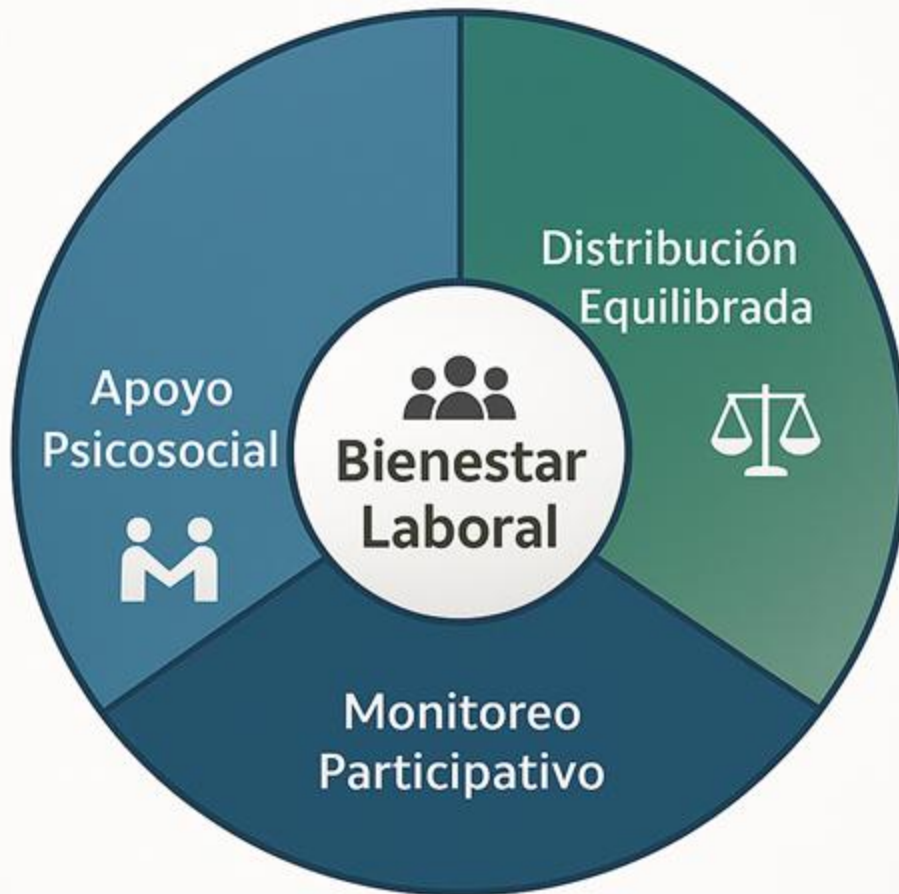 Distribución
Equilibrada
Apoyo
Psicosocial
Bienestar
Laboral
Monitoreo
Participativo